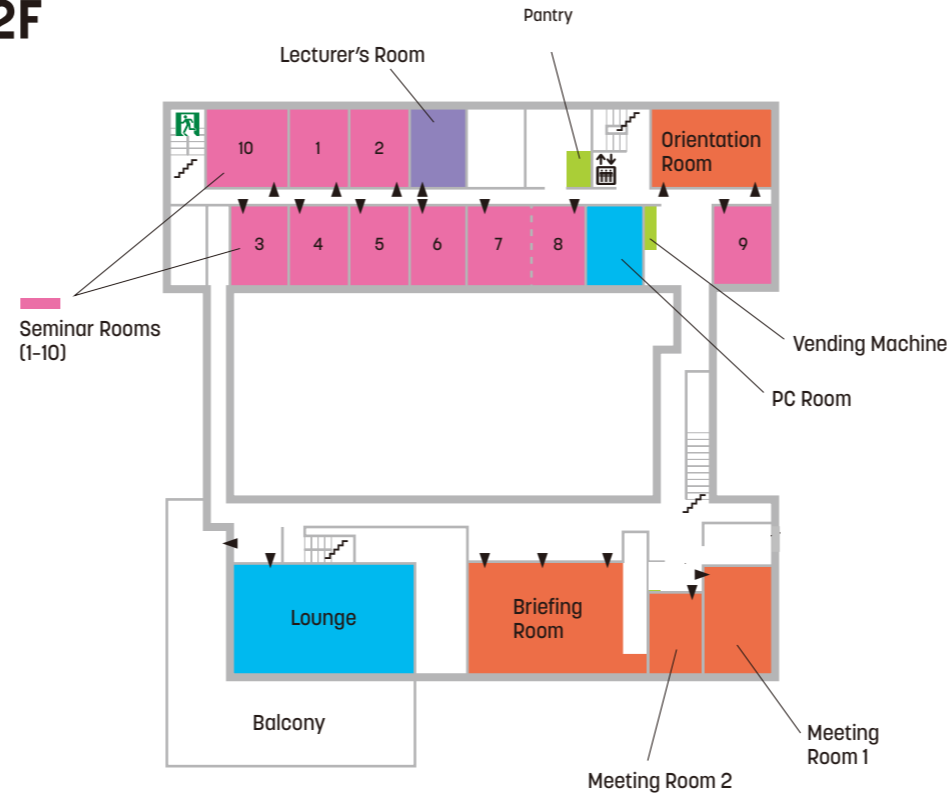 2F
Pantry
Lecturer's Room
10
1
2
Orientation
Room
3
4
5
6
7
8
9
Seminar Rooms
(1-10)
Vending Machine
PC Room
Lounge
Briefing
Room
Balcony
Meeting
Room 1
Meeting Room 2